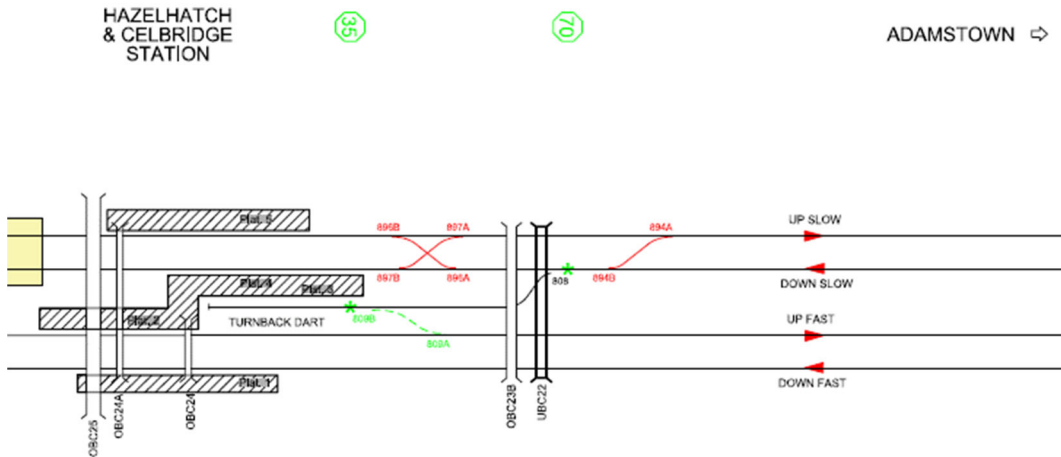 HAZELHATCH
& CELBRIDGE
STATION
35
70
ADAMSTOWN
Plat. 5
896B
897A
894A
UP SLOW
897B
896A
894B
808
DOWN SLOW
Plat. 4
Plat. 3
Plat. 2
TURNBACK DART
809B
809A
UP FAST
Plat. 1
DOWN FAST
OBC25
OBC24A
OBC24
OBC23B
UBC22